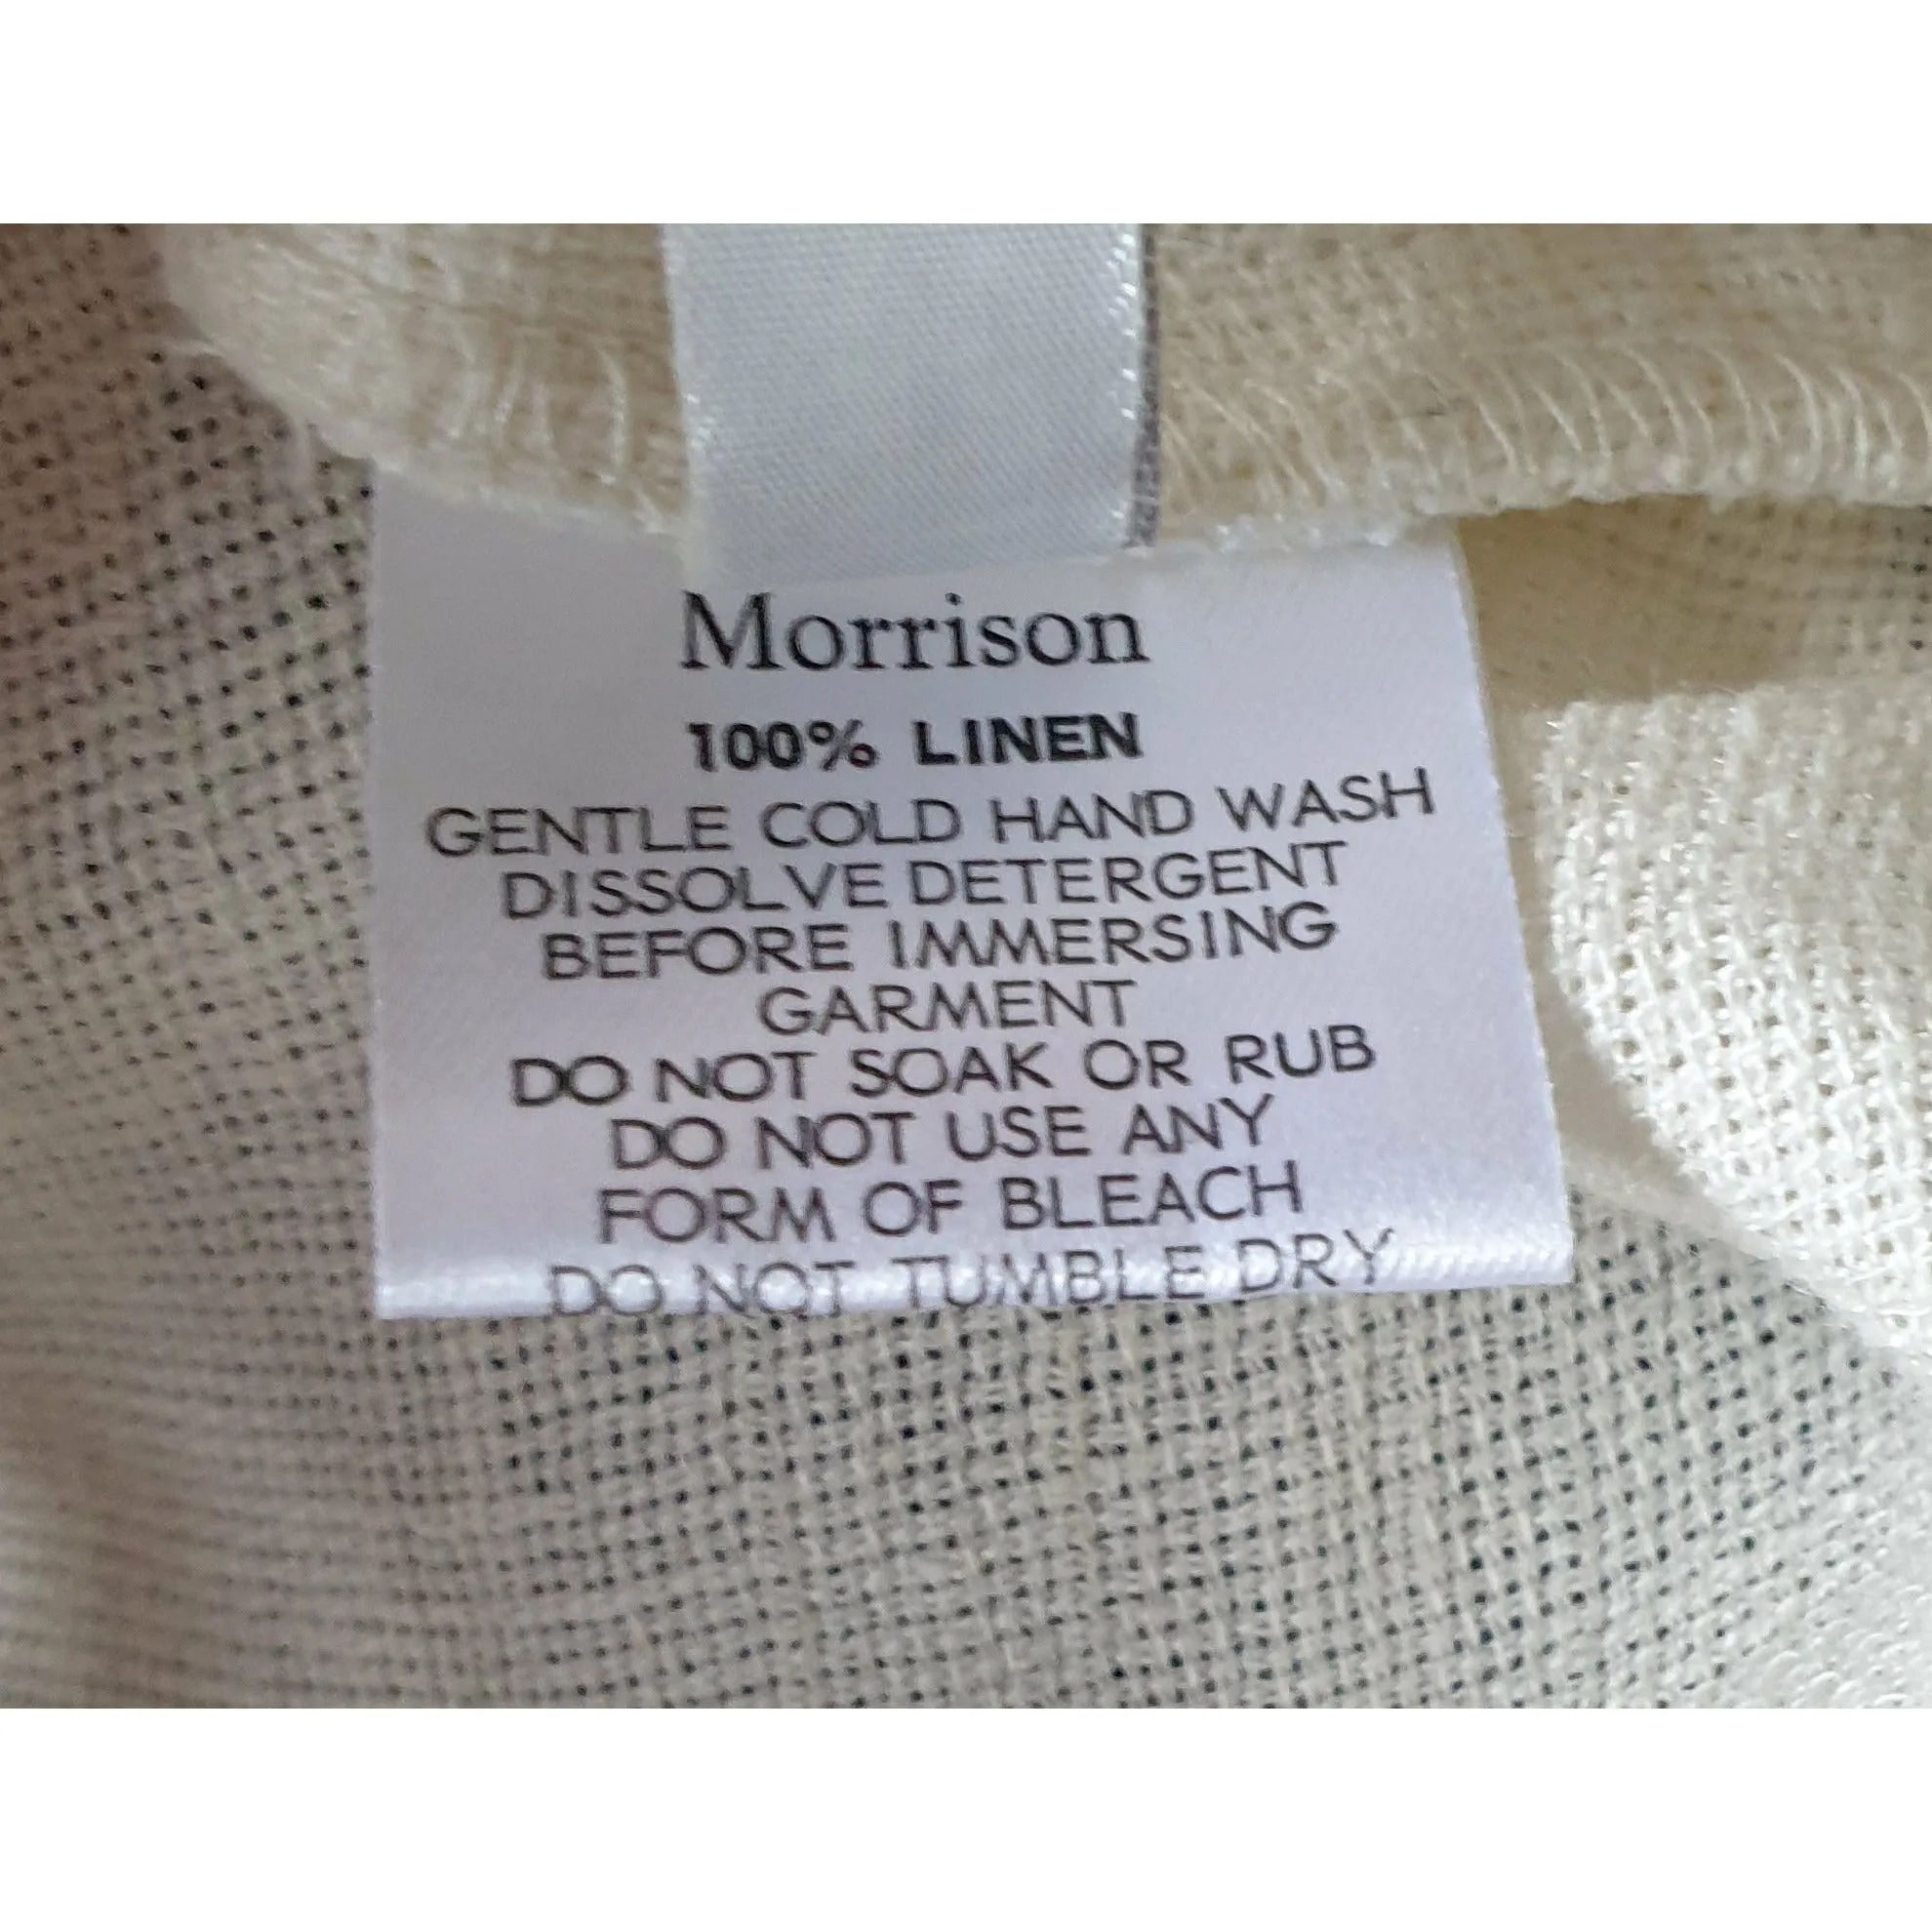 Morrison
100% LINEN
GENTLE COLD HAND WASH
DISSOLVE DETERGENT
BEFORE IMMERSING
GARMENT
DO NOT SOAK OR RUB
DO NOT USE ANY
FORM OF BLEACH
DO NOT TUMBLE DRY